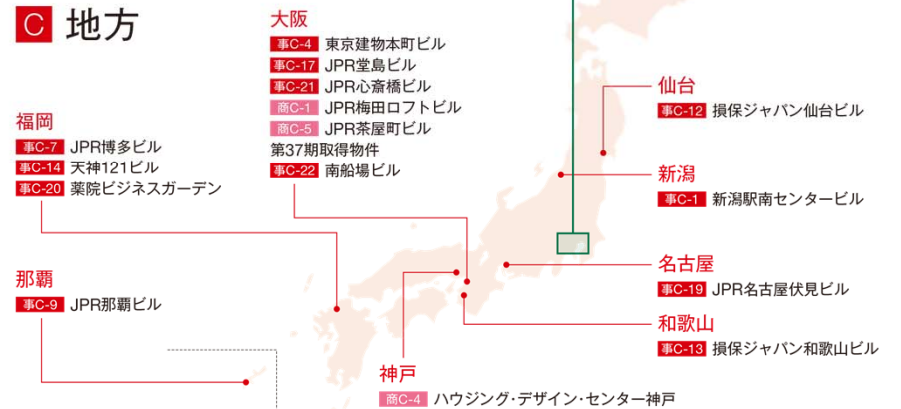 C 地方
福岡
事C-7 JPR博多ビル
事C-14 天神121ビル
事C-20 薬院ビジネスガーデン
那覇
事C-9 JPR那覇ビル
大阪
事C-4 東京建物本町ビル
事C-17 JPR堂島ビル
事C-21 JPR心斎橋ビル
商C-1 JPR梅田ロフトビル
商C-5 JPR茶屋町ビル
第37期取得物件
事C-22 南船場ビル
神戸
商C-4 ハウジング・デザイン・センター神戸
仙台
事C-12 損保ジャパン仙台ビル
新潟
事C-1 新潟駅南センタービル
名古屋
事C-19 JPR名古屋伏見ビル
和歌山
事C-13 損保ジャパン和歌山ビル